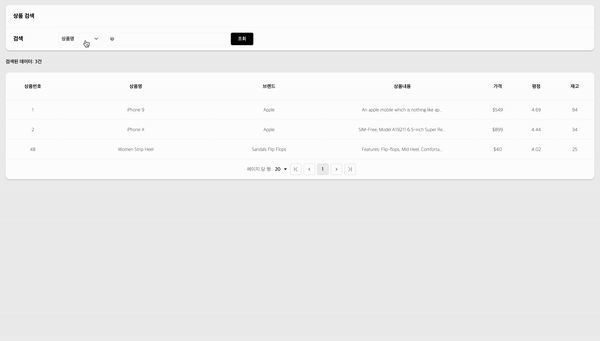 상품 검색
검색 상품명 ip 조회
검색된 데이터: 3건
상품번호 상품명 브랜드 상품내용 가격 평점 재고
1 iPhone 9 Apple An apple mobile which is nothing like ap... $549 4.69 94
2 iPhone X Apple SIM-Free, Model A19211 6.5-inch Super Re... $899 4.44 34
48 Women Strip Heel Sandals Flip Flops Features: Flip-flops, Mid Heel, Comforta... $40 4.02 25
페이지 당 행 20 1